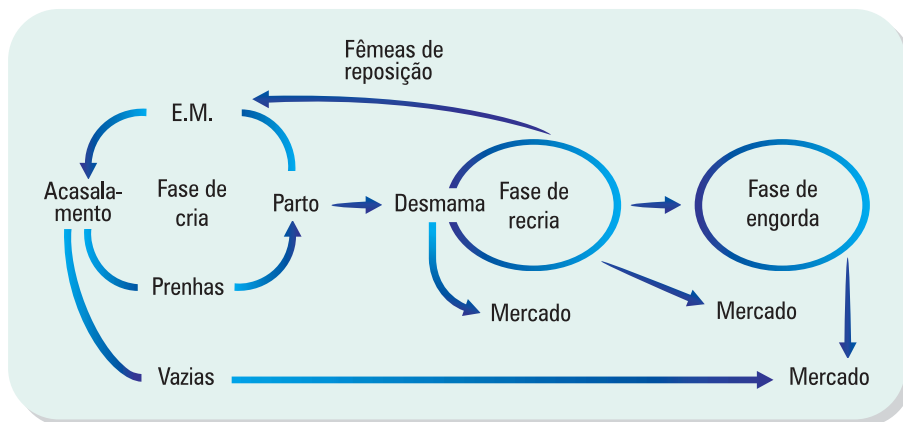 Fêmeas de
reposição
E.M.
Acasala-
mento
Fase de
cria
Parto
Desmama
Fase de
recria
Fase de
engorda
Prenhas
Mercado
Mercado
Vazias
Mercado